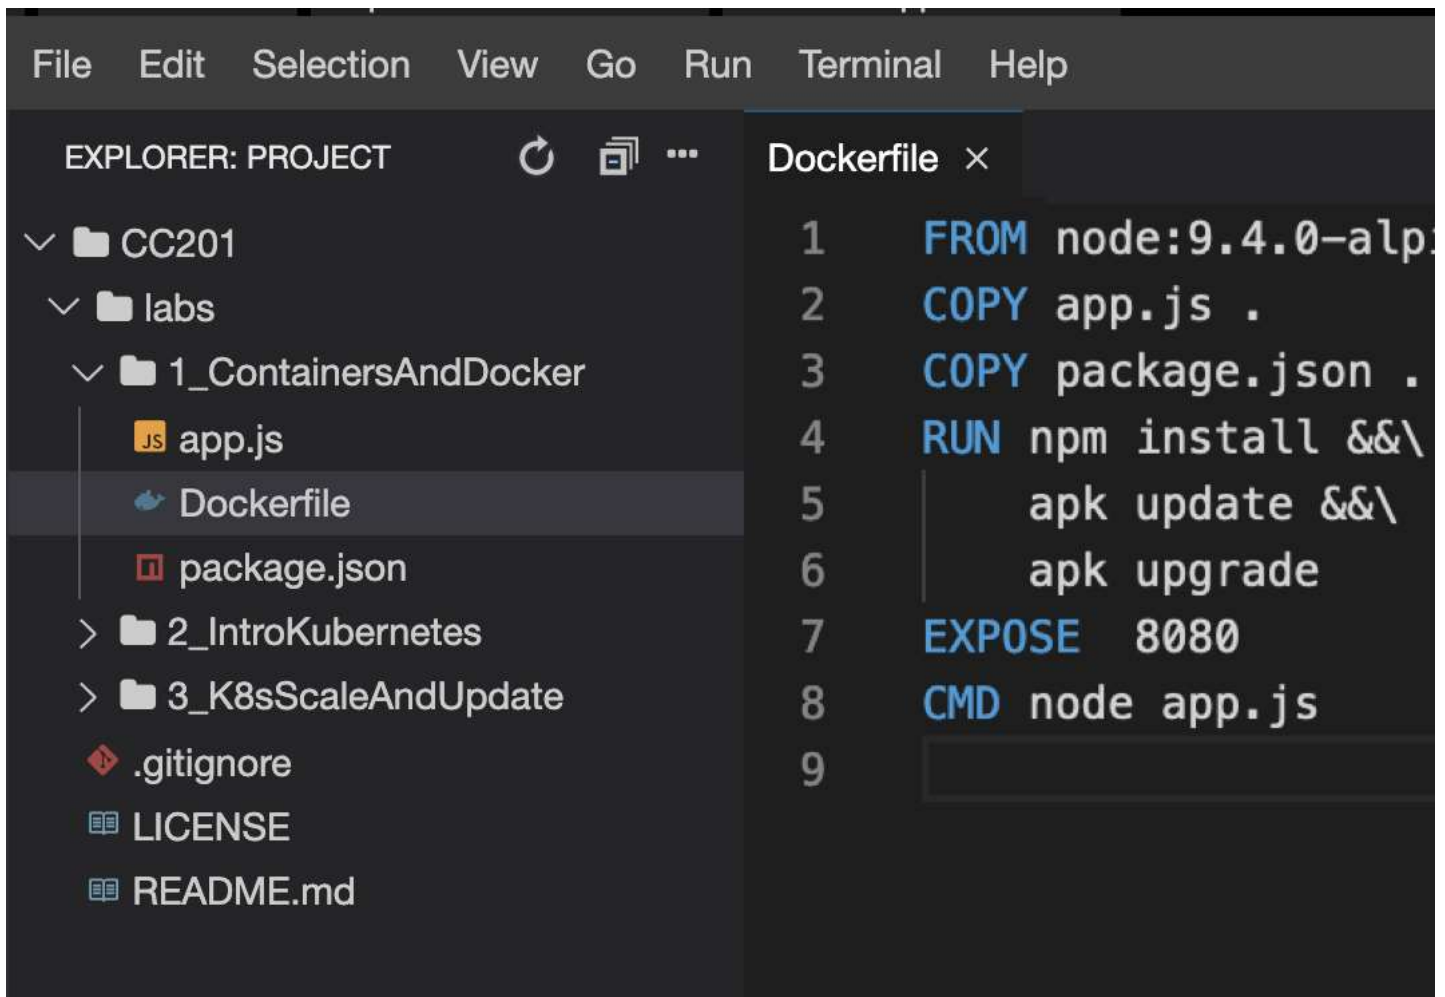 File Edit Selection View Go Run Terminal Help
EXPLORER: PROJECT
CC201
labs
1_ContainersAndDocker
JS app.js
Dockerfile
package.json
2_IntroKubernetes
3_K8sScaleAndUpdate
.gitignore
LICENSE
README.md
Dockerfile ×
1 FROM node:9.4.0-alpi
2 COPY app.js .
3 COPY package.json .
4 RUN npm install &&\
5 apk update &&\
6 apk upgrade
7 EXPOSE 8080
8 CMD node app.js
9